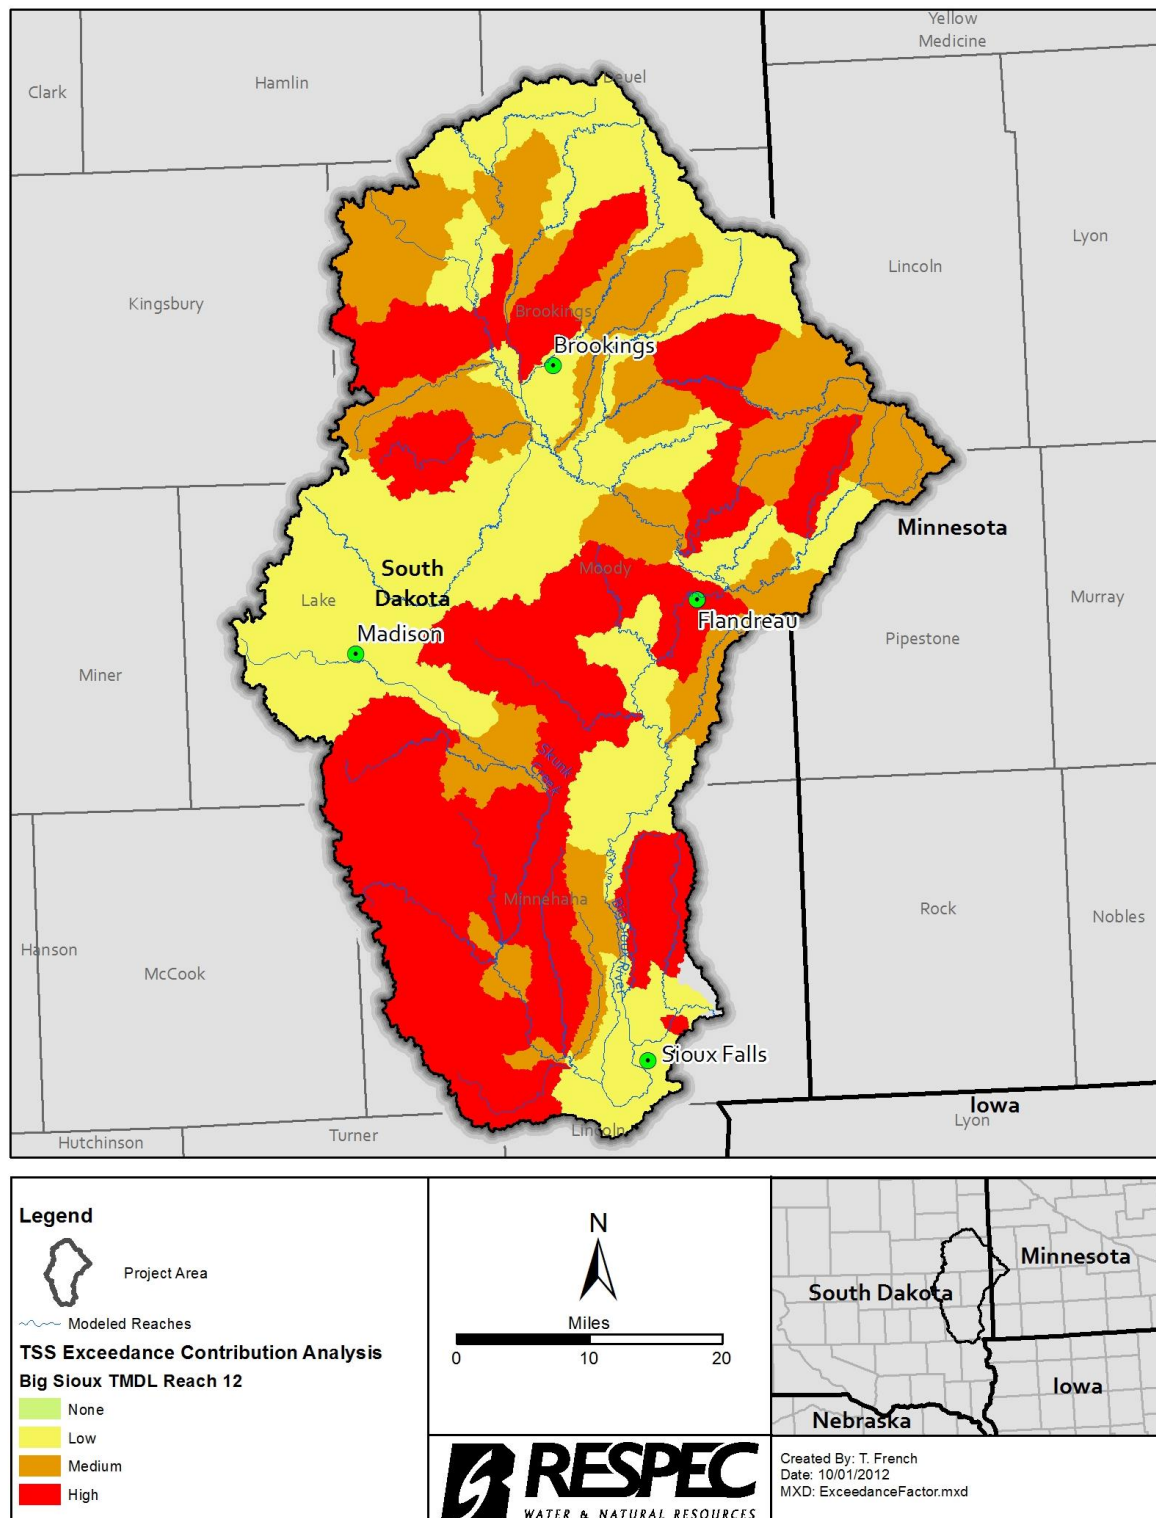 Yellow
Medicine
Deuel
Hamlin
Clark
Lyon
Lincoln
Kingsbury
Brookings
Brookings
Minnesota
Moody
South
Dakota
Lake
Flandreau
Murray
Madison
Pipestone
Miner
Skunk
Creek
Minnehaha
Rock
Nobles
Big Sioux River
Hanson
McCook
Sioux Falls
Iowa
Lyon
Lincoln
Turner
Hutchinson
Legend
Project Area
Modeled Reaches
TSS Exceedance Contribution Analysis
Big Sioux TMDL Reach 12
None
Low
Medium
High
N
Miles
0 10 20
RESPEC
WATER & NATURAL RESOURCES
Minnesota
South Dakota
Iowa
Nebraska
Created By: T. French
Date: 10/01/2012
MXD: ExceedanceFactor.mxd